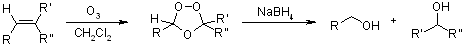 R R' R"
O₃
CH₂Cl₂
H R O O O R' R"
NaBH₄
R OH
+
OH
R' R"